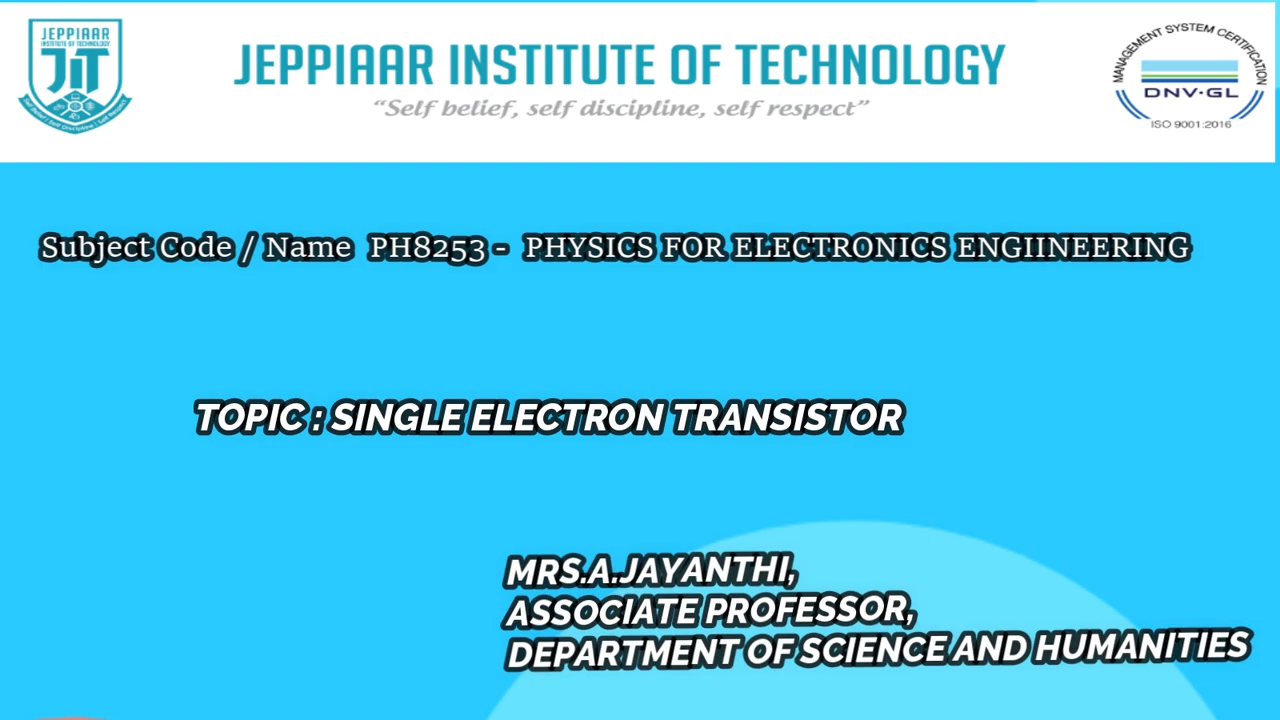 JEPPIAAR
INSTITUTE OF TECHNOLOGY
JIT
JEPPIAAR INSTITUTE OF TECHNOLOGY
“Self belief, self discipline, self respect”
MANAGEMENT SYSTEM CERTIFICATION
DNV·GL
ISO 9001:2016
Subject Code / Name PH8253 - PHYSICS FOR ELECTRONICS ENGIINEERING
TOPIC : SINGLE ELECTRON TRANSISTOR
MRS.A.JAYANTHI,
ASSOCIATE PROFESSOR,
DEPARTMENT OF SCIENCE AND HUMANITIES